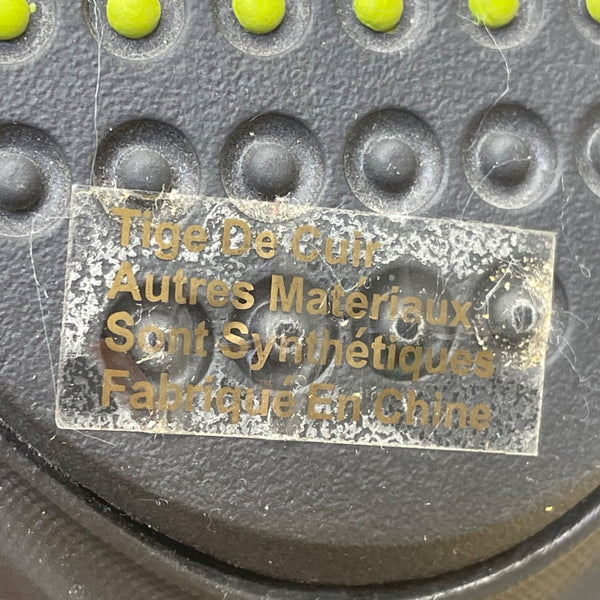 Tige De Cuir
Autres Matériaux
Sont Synthétiques
Fabriqué En Chine